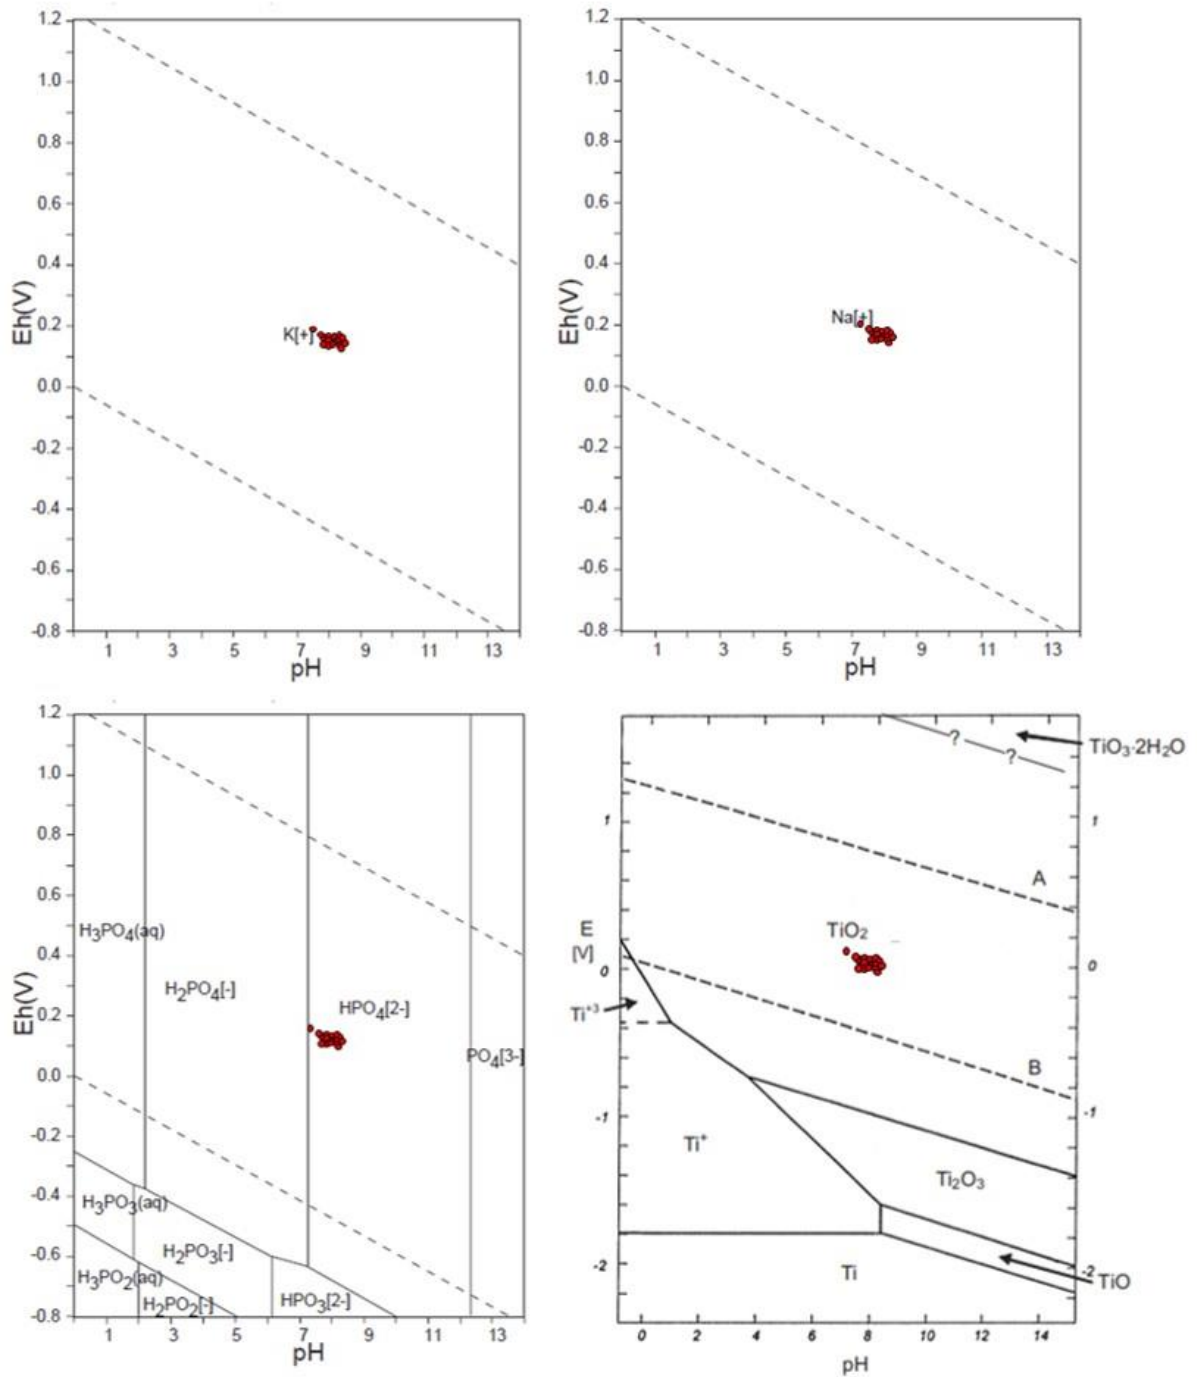 1.2
1.0
0.8
0.6
0.4
0.2
0.0
-0.2
-0.4
-0.6
-0.8
Eh(V)
K[+]
1 3 5 7 9 11 13
pH
1.2
1.0
0.8
0.6
0.4
0.2
0.0
-0.2
-0.4
-0.6
-0.8
Eh(V)
Na[+]
1 3 5 7 9 11 13
pH
1.2
1.0
0.8
0.6
0.4
0.2
0.0
-0.2
-0.4
-0.6
-0.8
Eh(V)
H3PO4(aq)
H2PO4[-]
HPO4[2-]
PO4[3-]
H3PO3(aq)
H2PO3[-]
H3PO2(aq)
H2PO2[-]
HPO3[2-]
1 3 5 7 9 11 13
pH
? ?
TiO3·2H2O
1
0
-1
-2
E
[V]
A
TiO2
Ti+3
B
Ti+
Ti2O3
Ti
TiO
1
0
-1
-2
0 2 4 6 8 10 12 14
pH